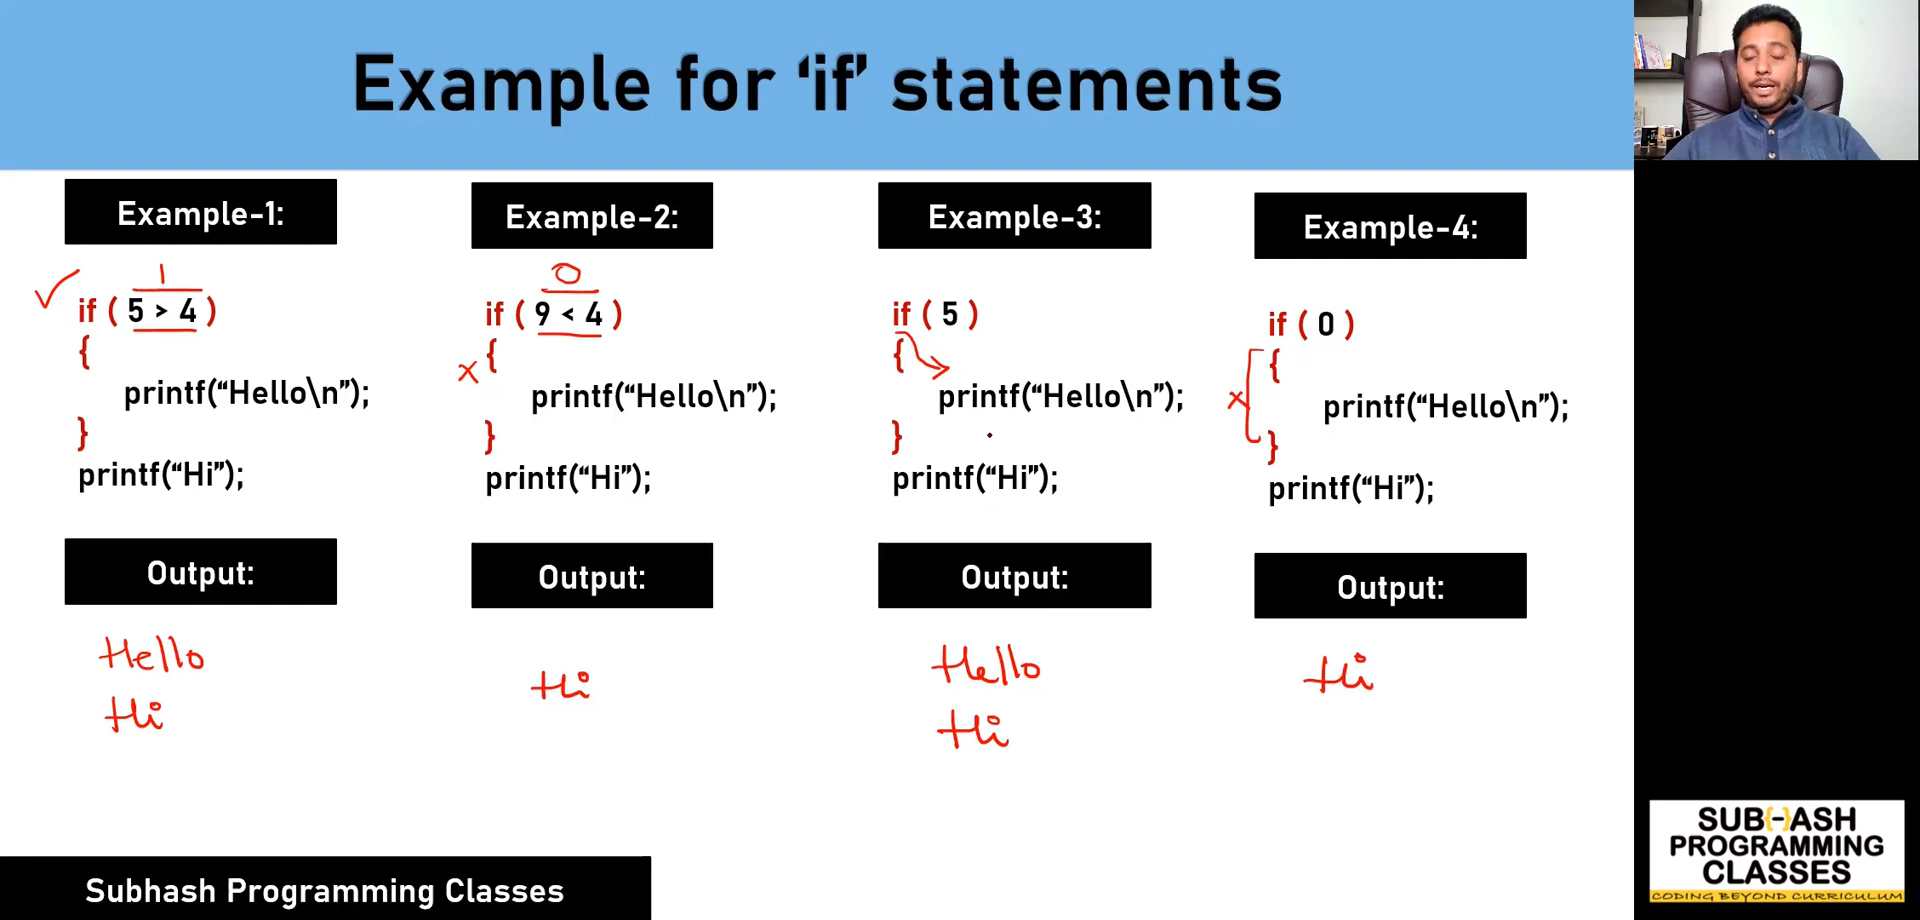 Example for ‘if’ statements
Example-1:
1
if ( 5 > 4 )
{
printf(“Hello\n”);
}
printf(“Hi”);
Output:
Hello
Hi
Example-2:
0
if ( 9 < 4 )
x {
printf(“Hello\n”);
}
printf(“Hi”);
Output:
Hi
Example-3:
if ( 5 )
{
printf(“Hello\n”);
}
printf(“Hi”);
Output:
Hello
Hi
Example-4:
if ( 0 )
{
x printf(“Hello\n”);
}
printf(“Hi”);
Output:
Hi
Subhash Programming Classes
SUB{-}ASH
PROGRAMMING
CLASSES
CODING BEYOND CURRICULUM